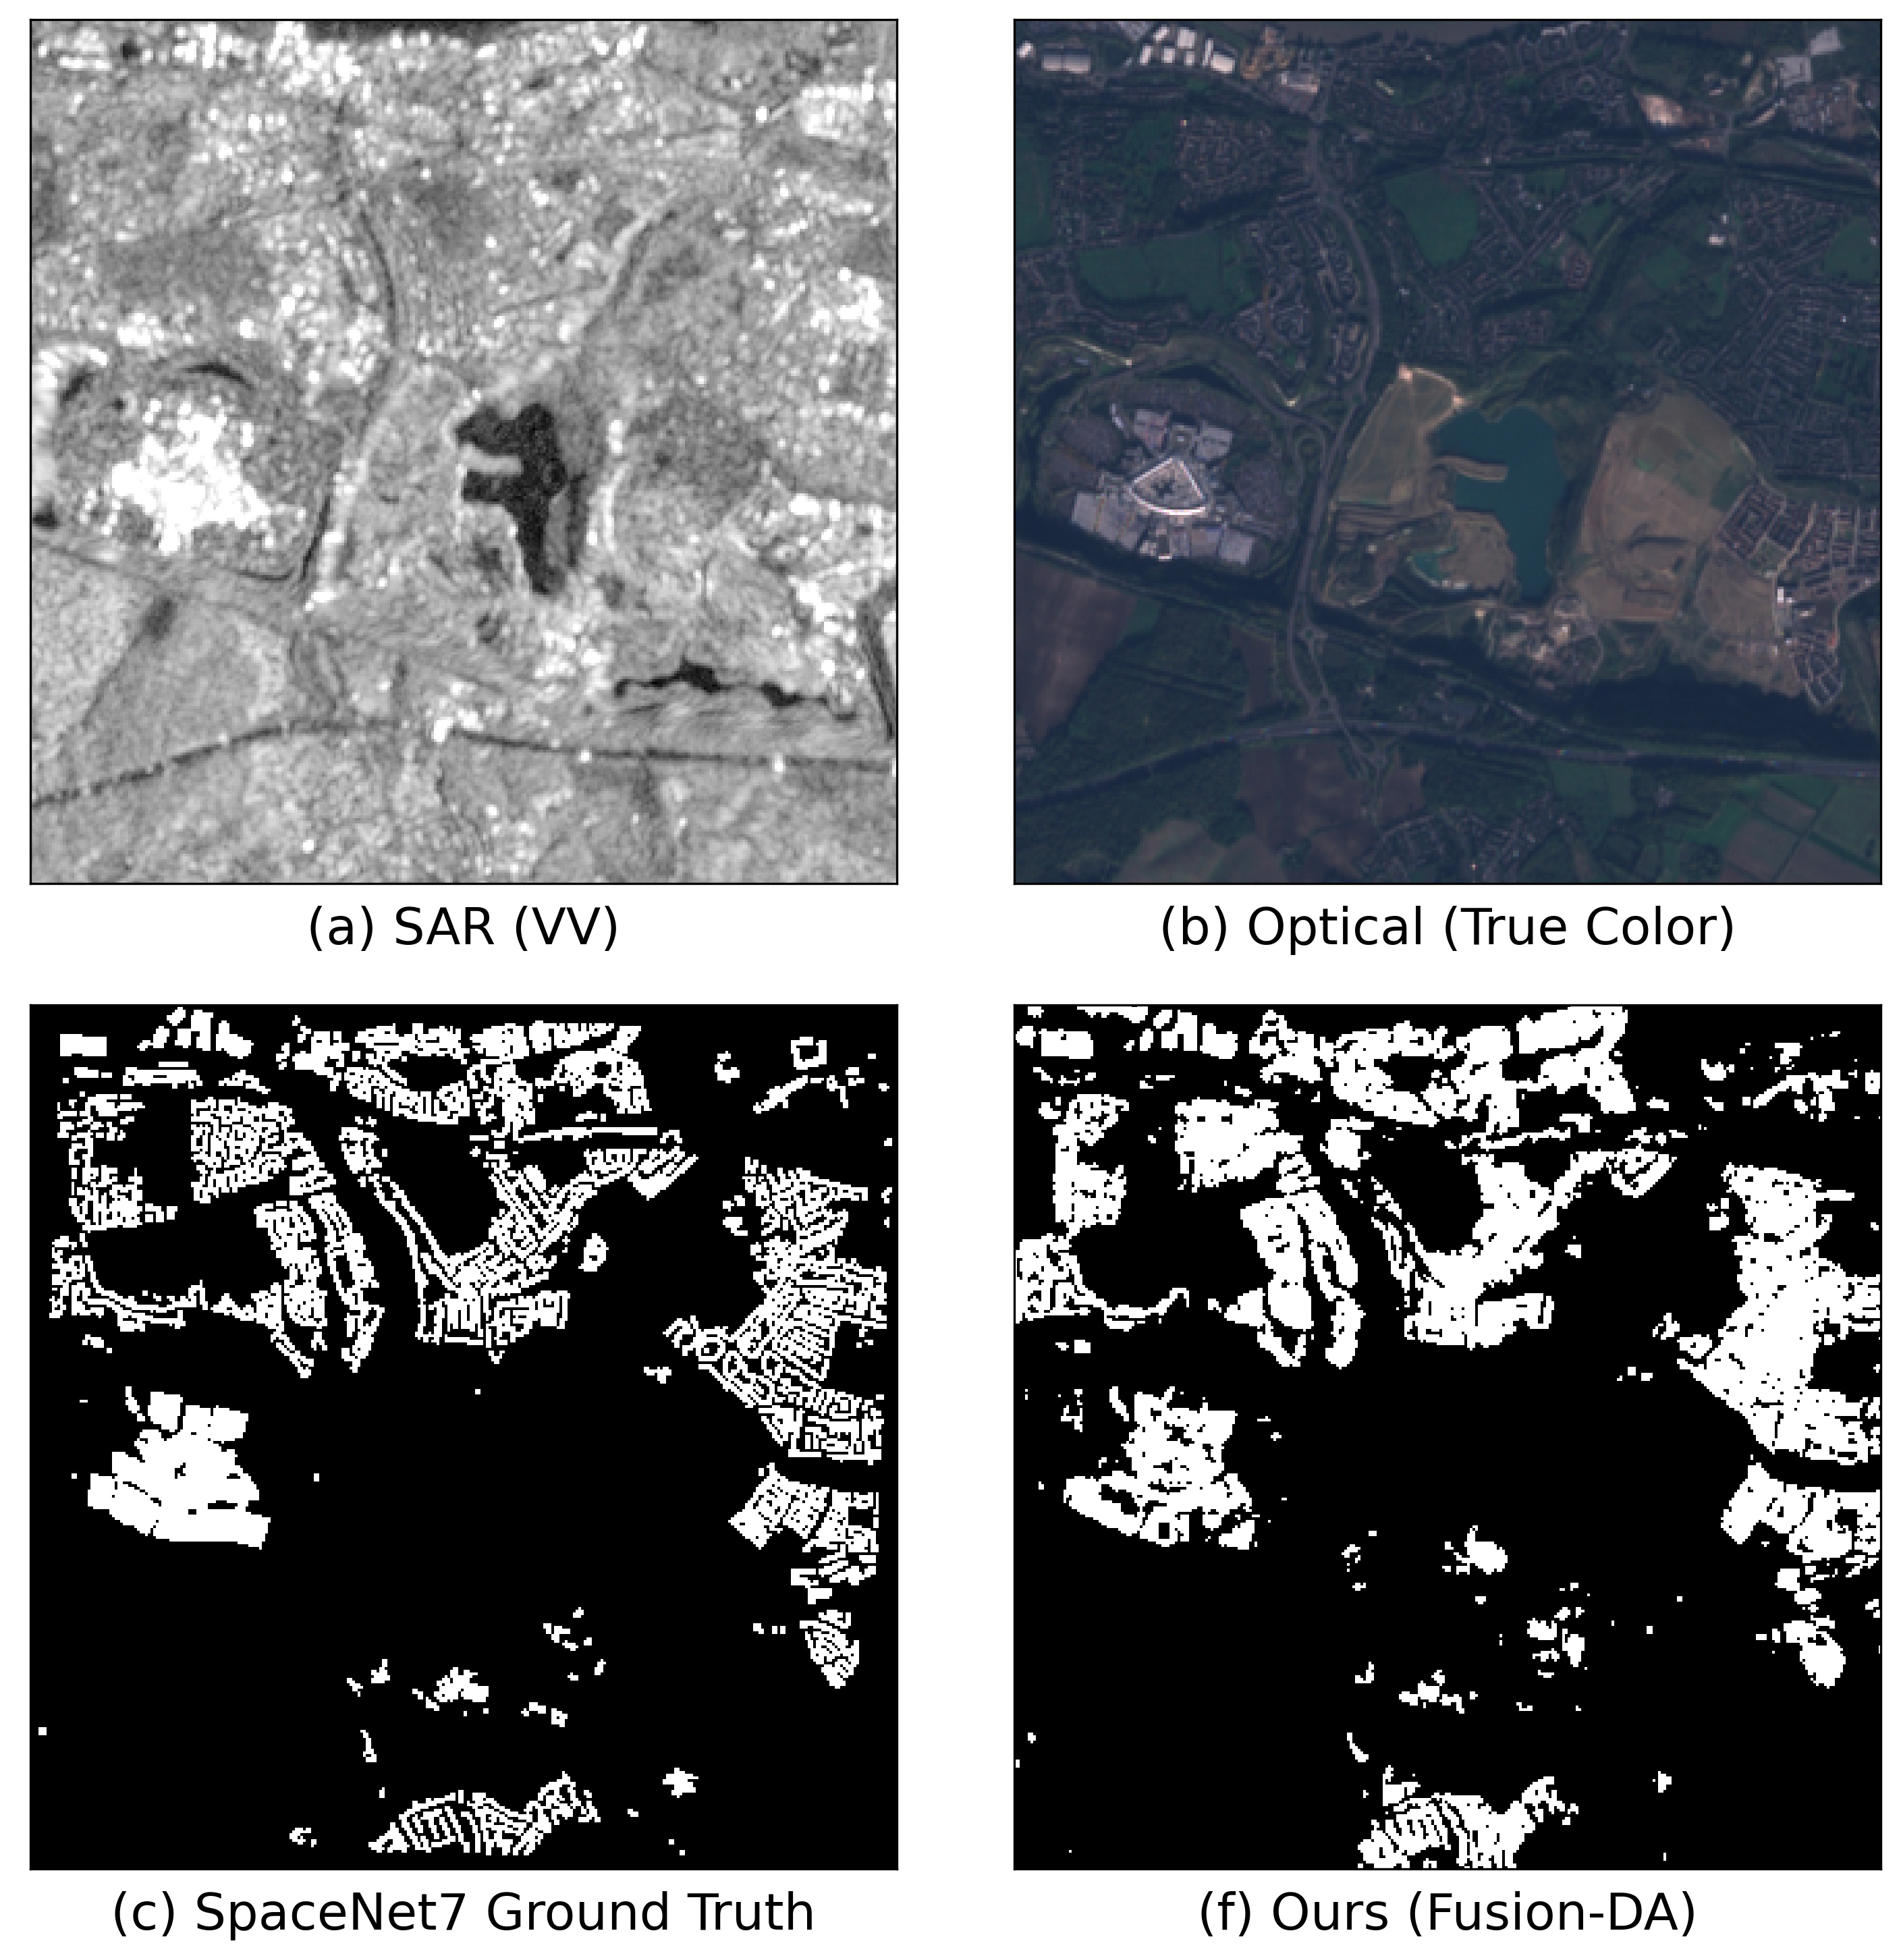 (a) SAR (VV)
(b) Optical (True Color)
(c) SpaceNet7 Ground Truth
(f) Ours (Fusion-DA)